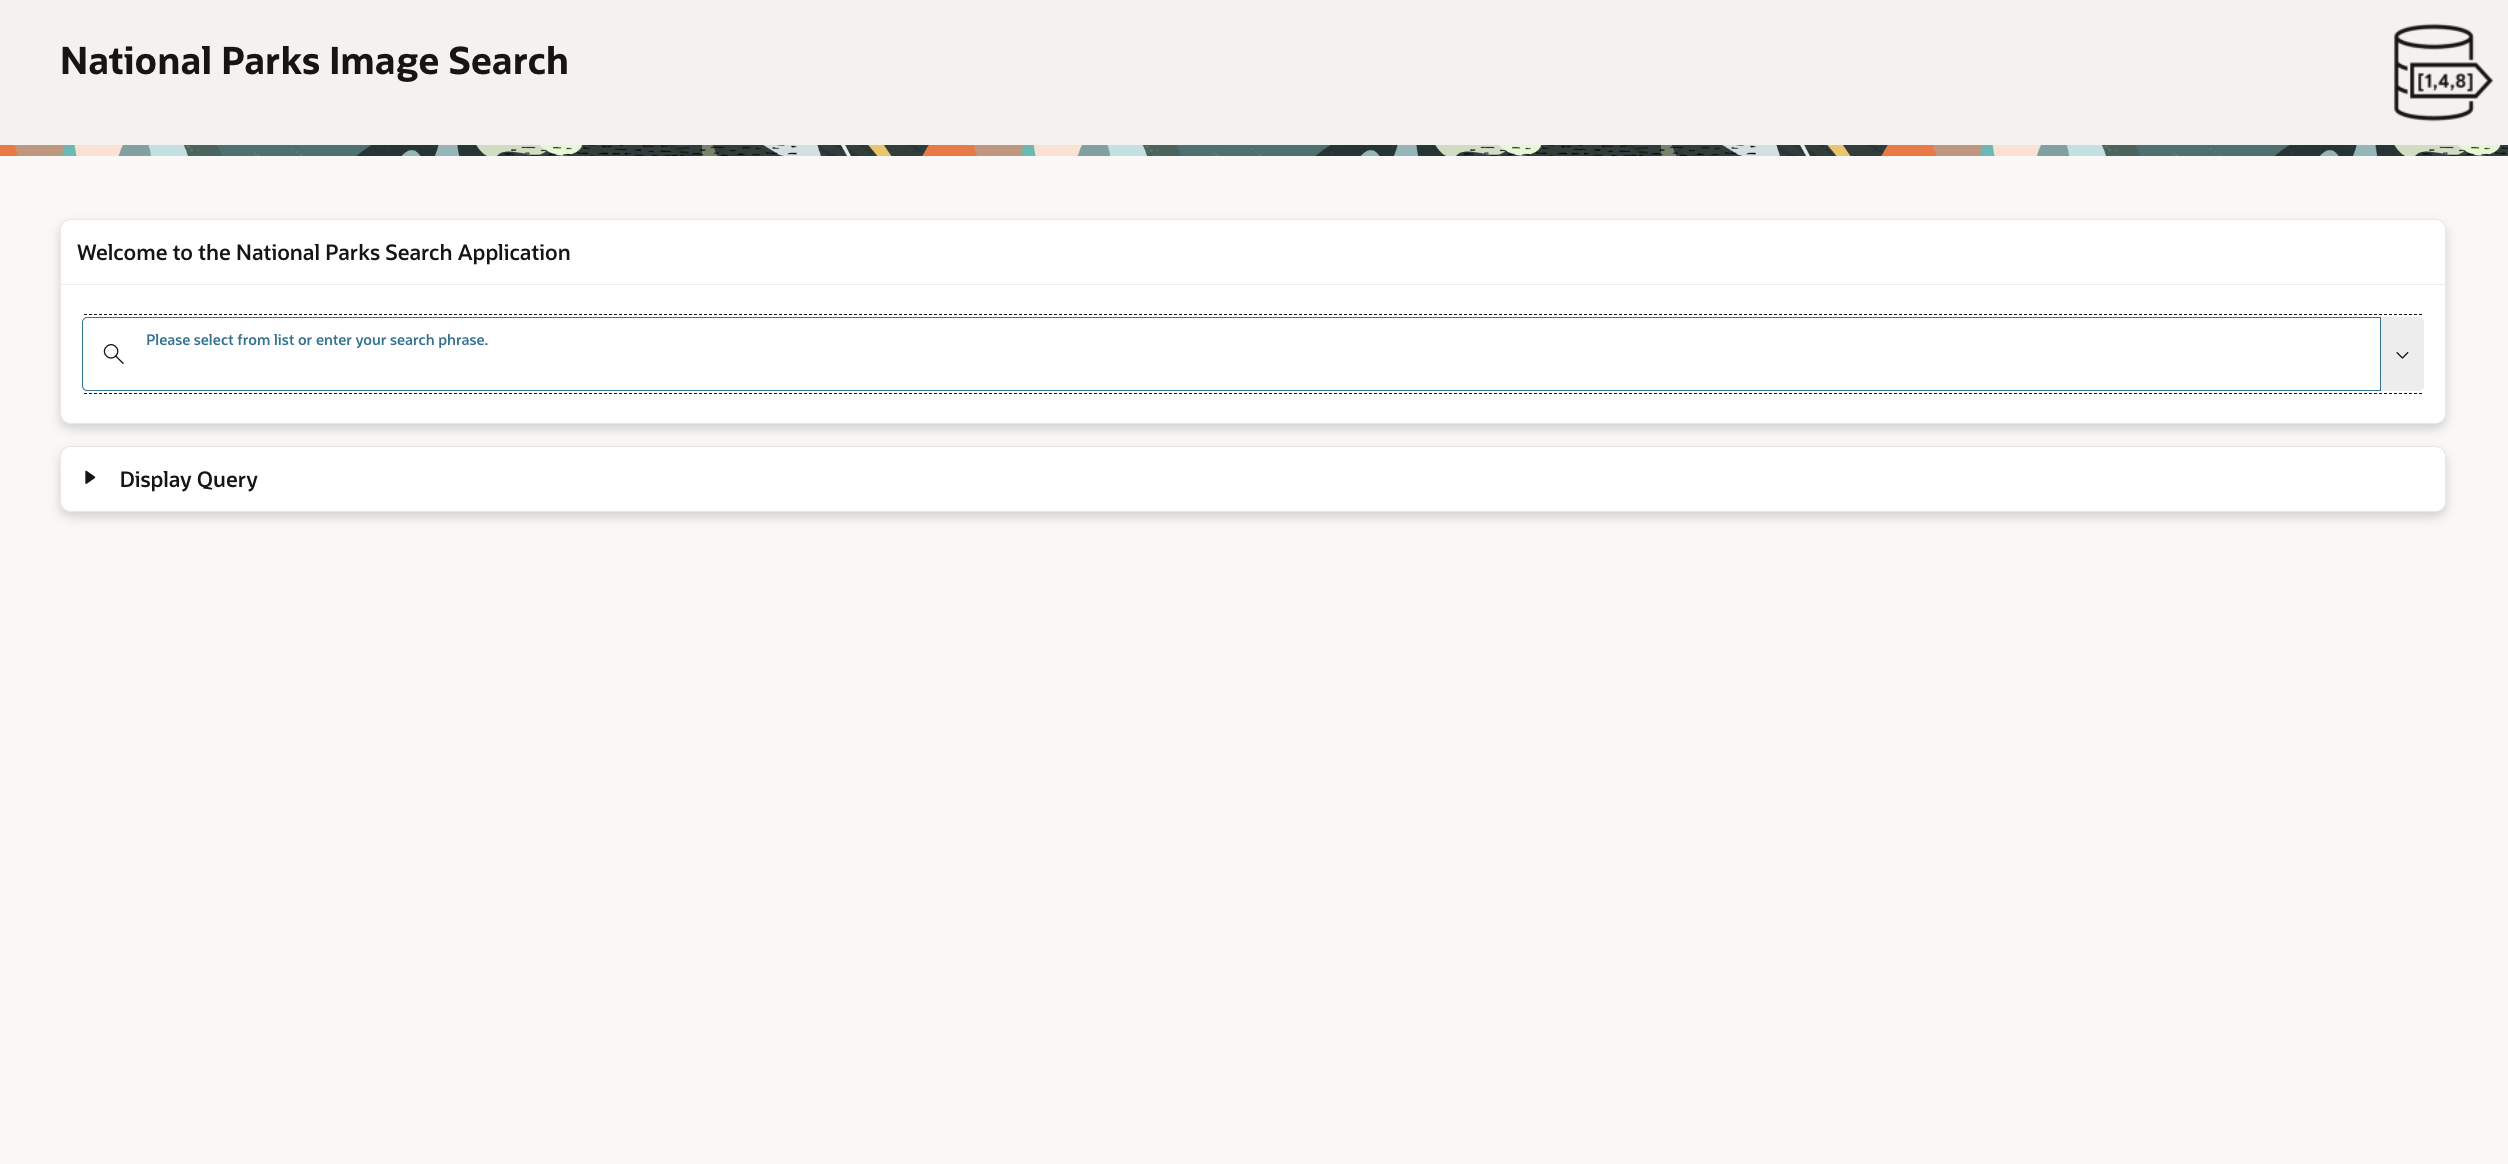 National Parks Image Search
[1,4,8]
Welcome to the National Parks Search Application
Please select from list or enter your search phrase.
Display Query